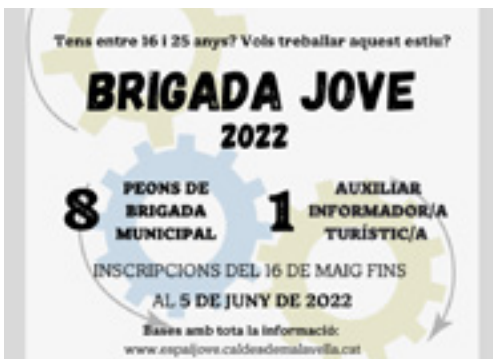 Tens entre 16 i 25 anys? Vols treballar aquest estiu?
BRIGADA JOVE
2022
8
PEONS DE
BRIGADA
MUNICIPAL
1
AUXILIAR
INFORMADOR/A
TURÍSTIC/A
INSCRIPCIONS DEL 16 DE MAIG FINS
AL 5 DE JUNY DE 2022
Bases amb tota la informació:
www.espaijove.caldesdemalavella.cat